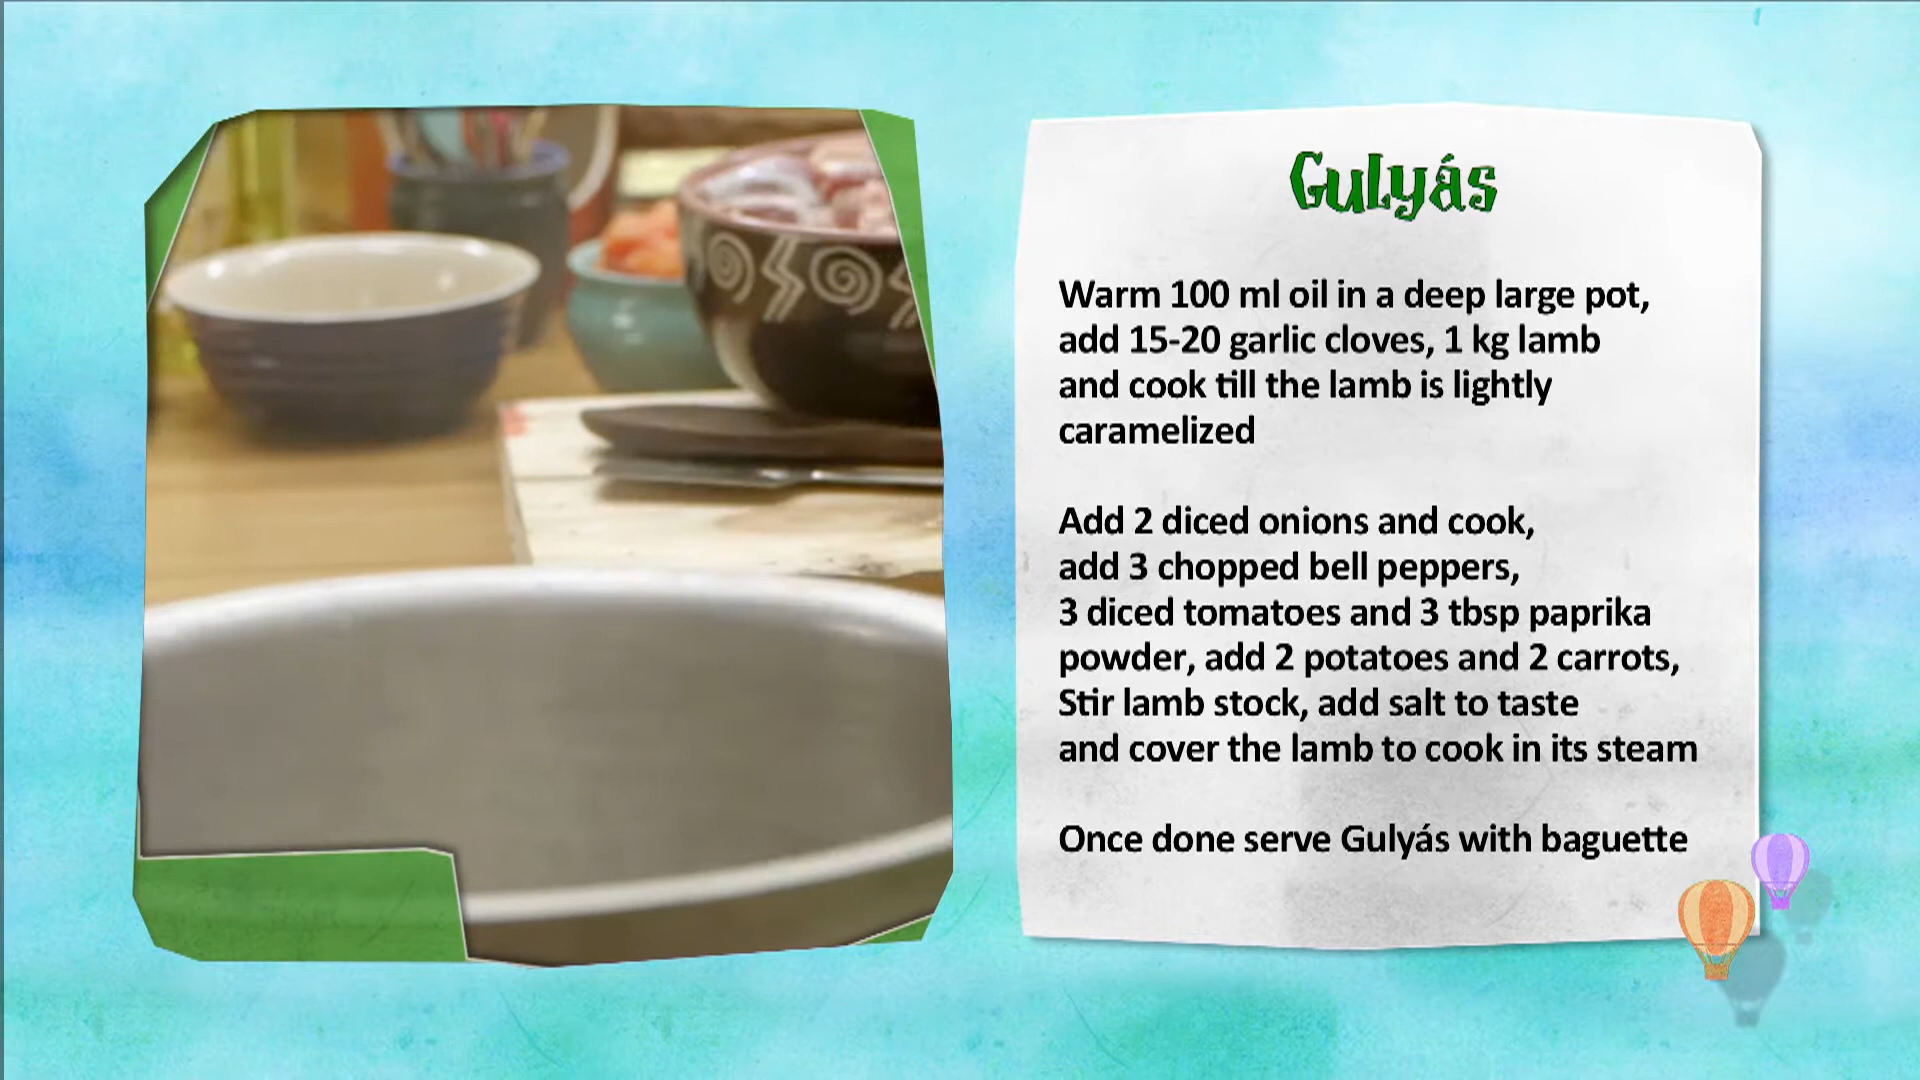 Gulyás
Warm 100 ml oil in a deep large pot,
add 15-20 garlic cloves, 1 kg lamb
and cook till the lamb is lightly
caramelized
Add 2 diced onions and cook,
add 3 chopped bell peppers,
3 diced tomatoes and 3 tbsp paprika
powder, add 2 potatoes and 2 carrots,
Stir lamb stock, add salt to taste
and cover the lamb to cook in its steam
Once done serve Gulyás with baguette